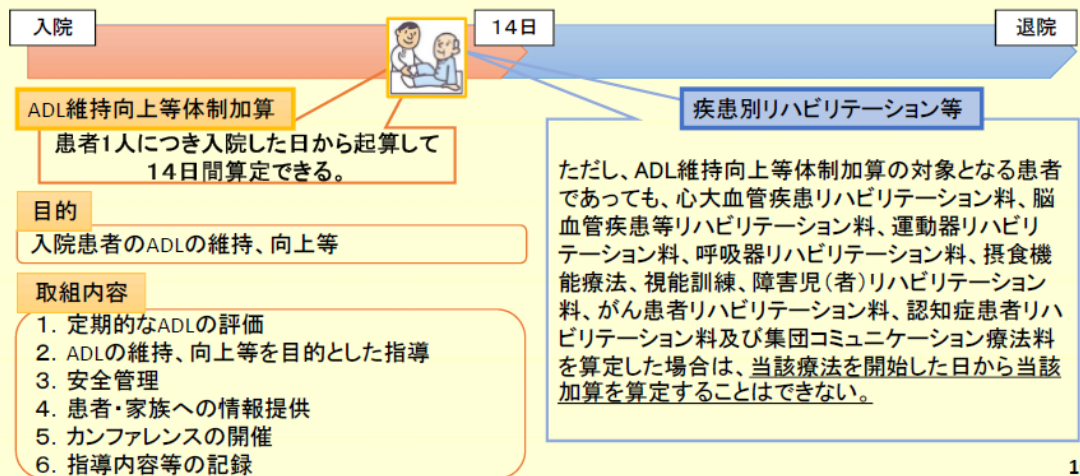 入院
14日
退院
ADL維持向上等体制加算
患者1人につき入院した日から起算して
14日間算定できる。
目的
入院患者のADLの維持、向上等
取組内容
1. 定期的なADLの評価
2. ADLの維持、向上等を目的とした指導
3. 安全管理
4. 患者・家族への情報提供
5. カンファレンスの開催
6. 指導内容等の記録
疾患別リハビリテーション等
ただし、ADL維持向上等体制加算の対象となる患者
であっても、心大血管疾患リハビリテーション料、脳
血管疾患等リハビリテーション料、運動器リハビリ
テーション料、呼吸器リハビリテーション料、摂食機
能療法、視能訓練、障害児(者)リハビリテーション
料、がん患者リハビリテーション料、認知症患者リハ
ビリテーション料及び集団コミュニケーション療法料
を算定した場合は、当該療法を開始した日から当該
加算を算定することはできない。
1